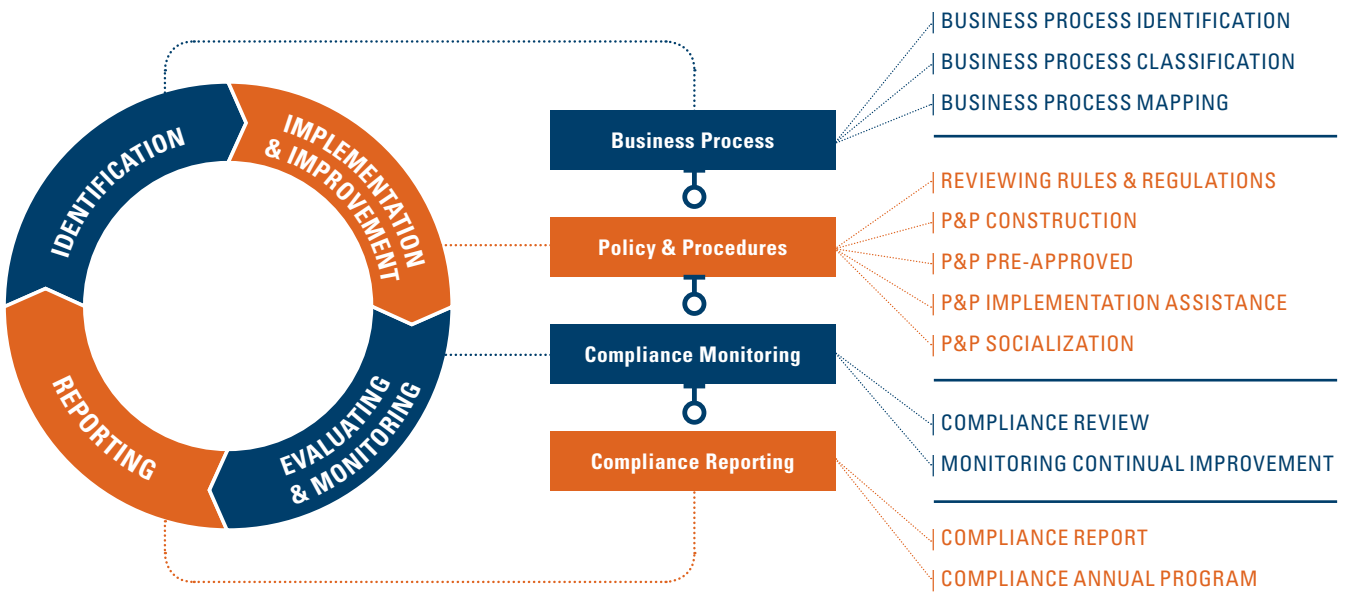 IDENTIFICATION
IMPLEMENTATION
& IMPROVEMENT
EVALUATING
& MONITORING
REPORTING
Business Process
Policy & Procedures
Compliance Monitoring
Compliance Reporting
BUSINESS PROCESS IDENTIFICATION
BUSINESS PROCESS CLASSIFICATION
BUSINESS PROCESS MAPPING
REVIEWING RULES & REGULATIONS
P&P CONSTRUCTION
P&P PRE-APPROVED
P&P IMPLEMENTATION ASSISTANCE
P&P SOCIALIZATION
COMPLIANCE REVIEW
MONITORING CONTINUAL IMPROVEMENT
COMPLIANCE REPORT
COMPLIANCE ANNUAL PROGRAM